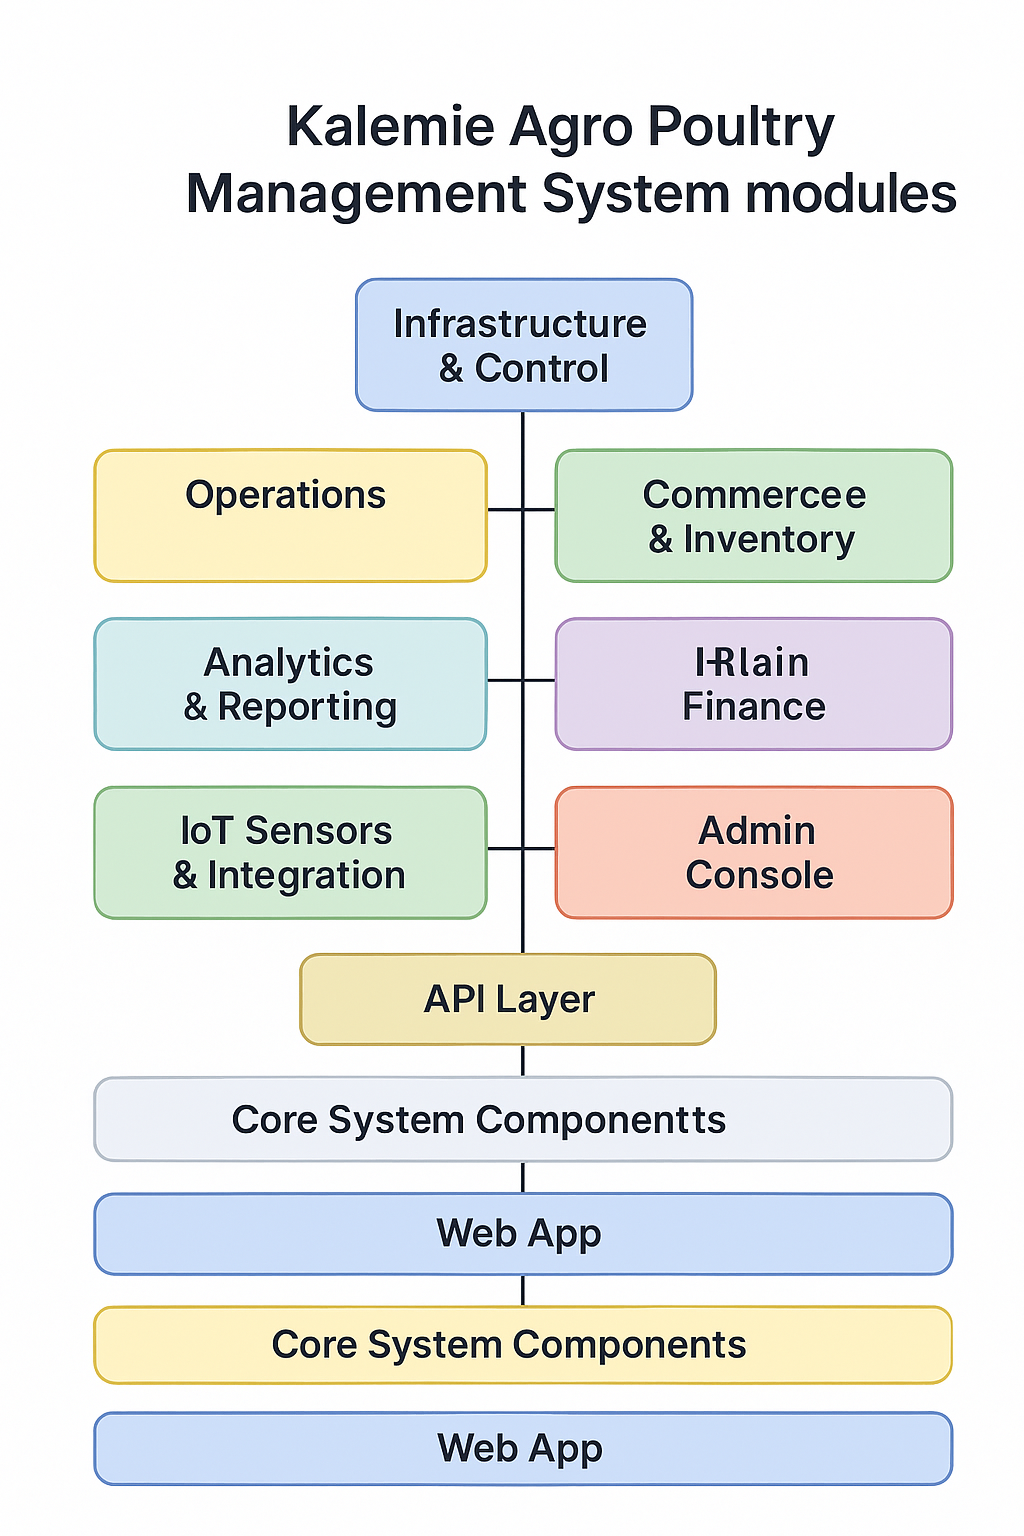 Kalemie Agro Poultry
Management System modules
Infrastructure
& Control
Operations
Commercee
& Inventory
Analytics
& Reporting
Finance
IoT Sensors
& Integration
Admin
Console
API Layer
Core System Componentts
Web App
Core System Components
Web App